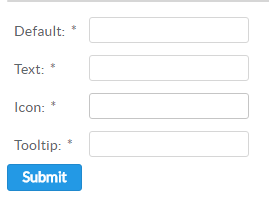 Default: *
Text: *
Icon: *
Tooltip: *
Submit